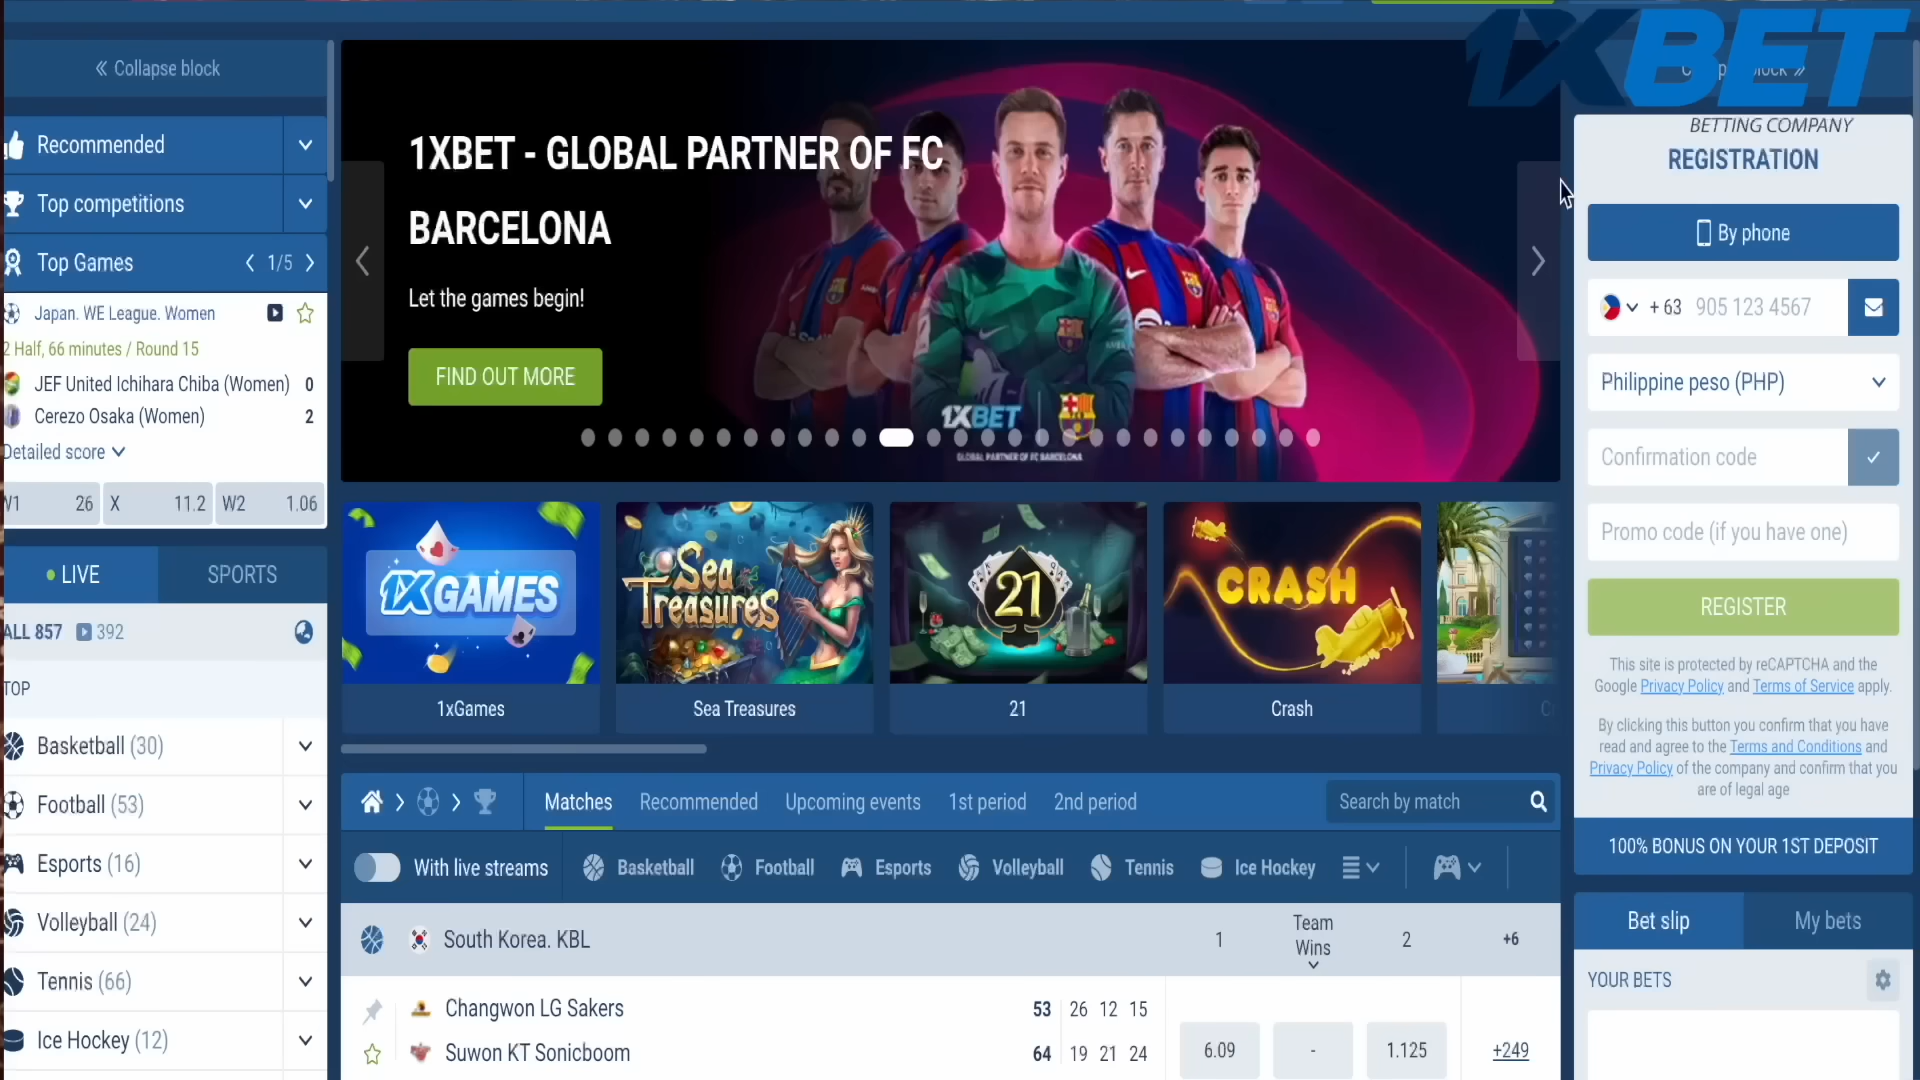 1XBET
BETTING COMPANY
Collapse block
Recommended
Top competitions
Top Games
1/5
Japan. WE League. Women
2 Half, 66 minutes / Round 15
JEF United Ichihara Chiba (Women) 0
Cerezo Osaka (Women) 2
Detailed score
26 X 11.2 W2 1.06
LIVE SPORTS
ALL 857 392
TOP
Basketball (30)
Football (53)
Esports (16)
Volleyball (24)
Tennis (66)
Ice Hockey (12)
1XBET - GLOBAL PARTNER OF FC
BARCELONA
Let the games begin!
FIND OUT MORE
1XBET
GLOBAL PARTNER OF FC BARCELONA
1XGAMES
Sea
Treasures
21
CRASH
1xGames
Sea Treasures
21
Crash
Matches Recommended Upcoming events 1st period 2nd period
Search by match
With live streams Basketball Football Esports Volleyball Tennis Ice Hockey
South Korea. KBL 1 Team Wins 2 +6
Changwon LG Sakers 53 26 12 15
Suwon KT Sonicboom 64 19 21 24
6.09 - 1.125 +249
REGISTRATION
By phone
+ 63 905 123 4567
Philippine peso (PHP)
Confirmation code
Promo code (if you have one)
REGISTER
This site is protected by reCAPTCHA and the
Google Privacy Policy and Terms of Service apply.
By clicking this button you confirm that you have
read and agree to the Terms and Conditions and
Privacy Policy of the company and confirm that you
are of legal age
100% BONUS ON YOUR 1ST DEPOSIT
Bet slip My bets
YOUR BETS